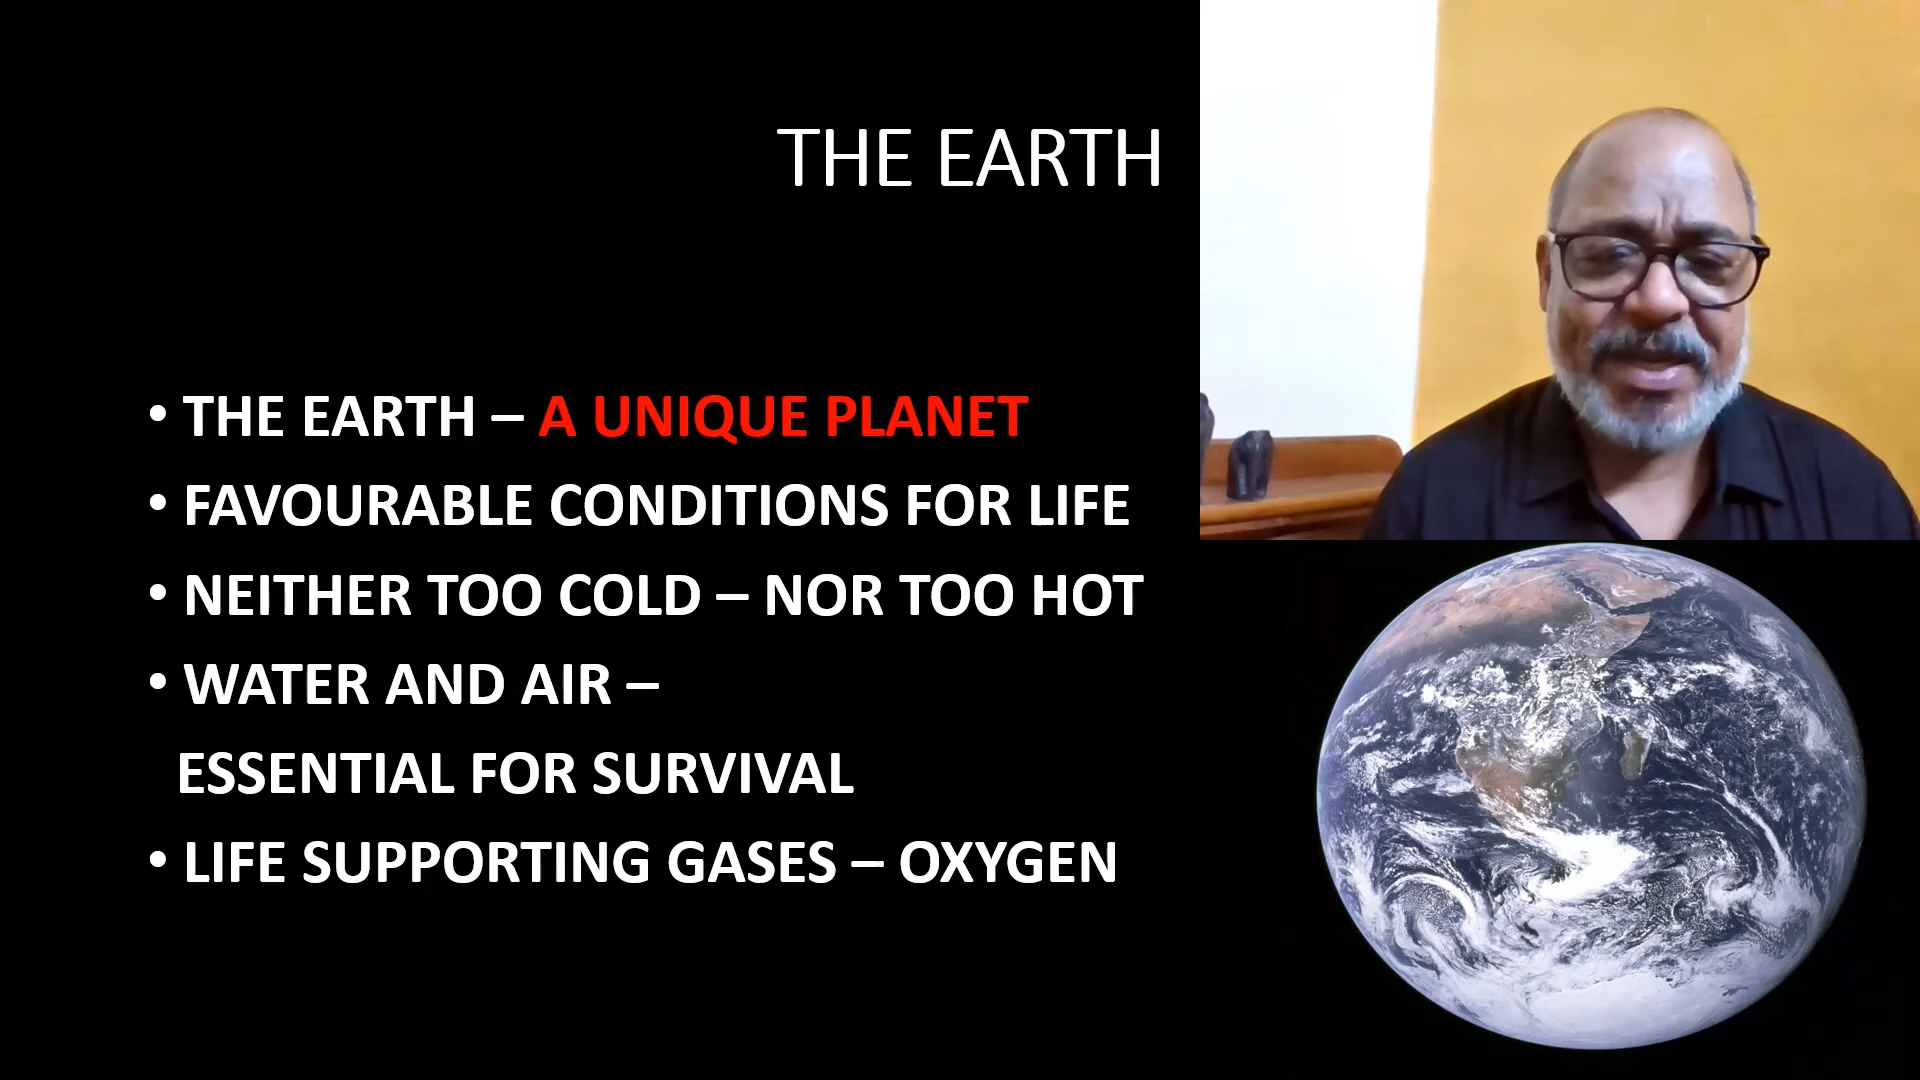 THE EARTH
• THE EARTH – A UNIQUE PLANET
• FAVOURABLE CONDITIONS FOR LIFE
• NEITHER TOO COLD – NOR TOO HOT
• WATER AND AIR –
ESSENTIAL FOR SURVIVAL
• LIFE SUPPORTING GASES – OXYGEN